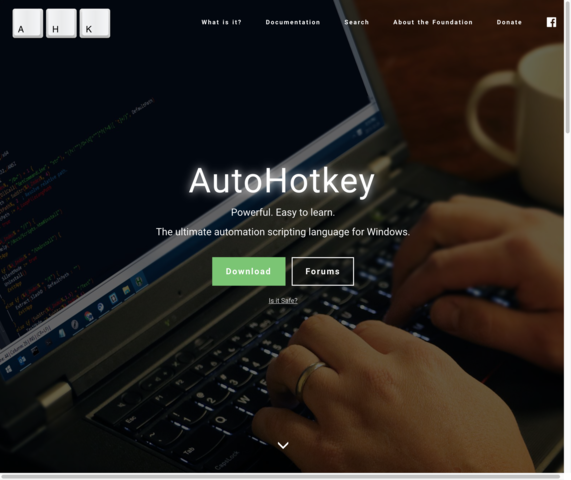 A H K
What is it? Documentation Search About the Foundation Donate
AutoHotkey
Powerful. Easy to learn.
The ultimate automation scripting language for Windows.
Download Forums
Is it Safe?